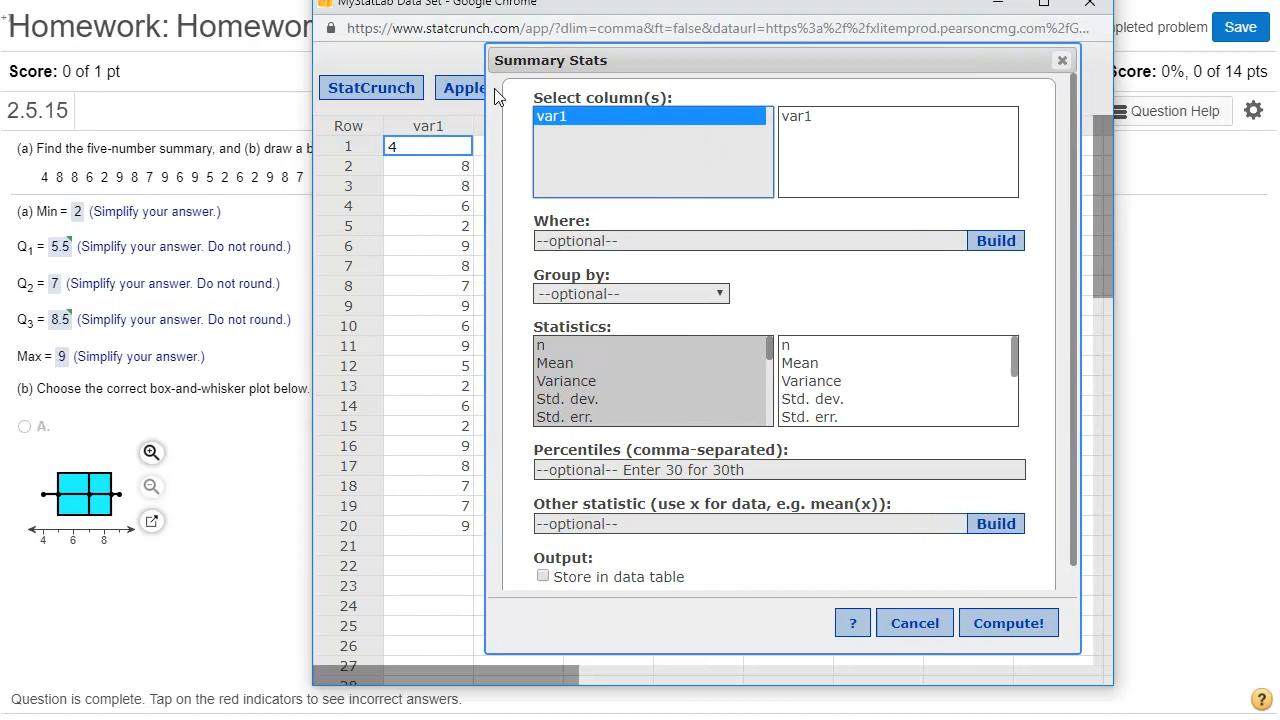 Homework: Homewor
Score: 0 of 1 pt
2.5.15
(a) Find the five-number summary, and (b) draw a b
4 8 8 6 2 9 8 7 9 6 9 5 2 6 2 9 8 7
(a) Min = 2 (Simplify your answer.)
Q1 = 5.5 (Simplify your answer. Do not round.)
Q2 = 7 (Simplify your answer. Do not round.)
Q3 = 8.5 (Simplify your answer. Do not round.)
Max = 9 (Simplify your answer.)
(b) Choose the correct box-and-whisker plot below.
A.
4 6 8
Question is complete. Tap on the red indicators to see incorrect answers.
MyStatLab Data Set - Google Chrome
https://www.statcrunch.com/app/?dlim=comma&ft=false&dataurl=https%3a%2f%2fxlitemprod.pearsoncmg.com%2fG...
StatCrunch Apple
Row var1
1 4
2 8
3 8
4 6
5 2
6 9
7 8
8 7
9 9
10 6
11 9
12 5
13 2
14 6
15 2
16 9
17 8
18 7
19 7
20 9
21
22
23
24
25
26
27
28
Summary Stats
Select column(s):
var1 var1
Where:
--optional-- Build
Group by:
--optional--
Statistics:
n n
Mean Mean
Variance Variance
Std. dev. Std. dev.
Std. err. Std. err.
Percentiles (comma-separated):
--optional-- Enter 30 for 30th
Other statistic (use x for data, e.g. mean(x)):
--optional-- Build
Output:
Store in data table
? Cancel Compute!
pleted problem Save
core: 0%, 0 of 14 pts
Question Help
?